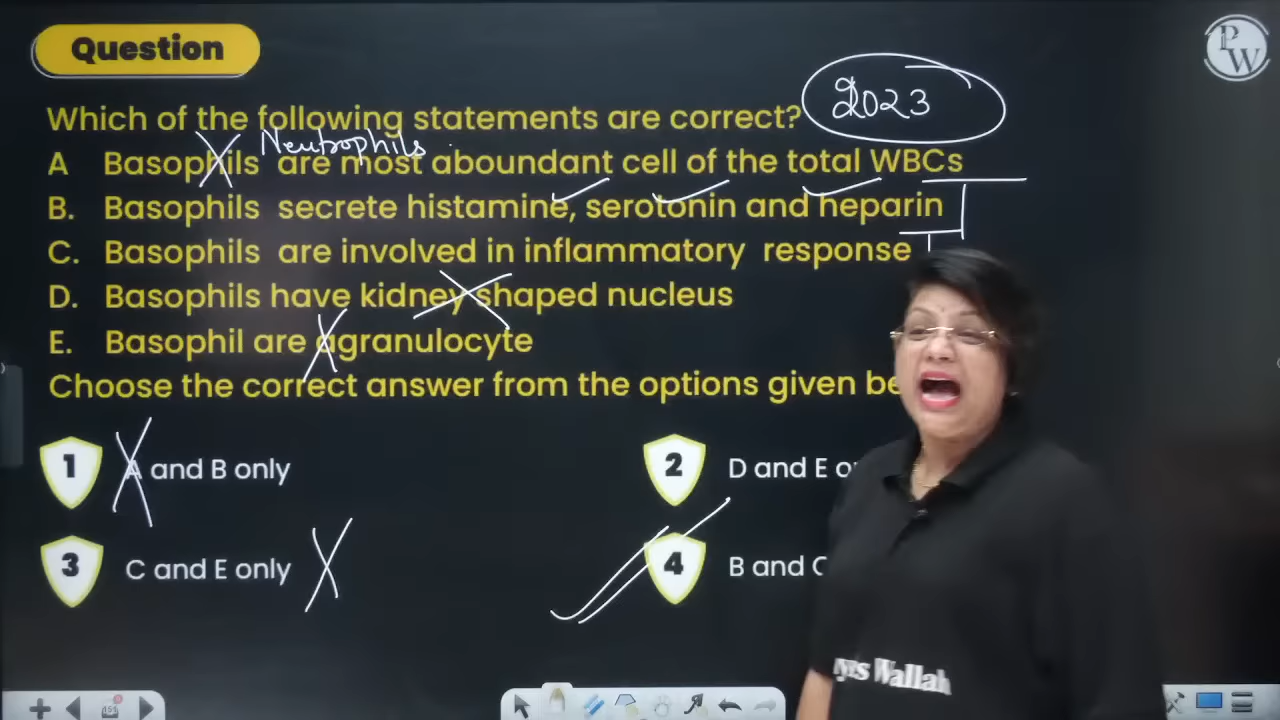 Question
PW
2023
Which of the following statements are correct?
Neutrophils
A Basophils are most aboundant cell of the total WBCs
B. Basophils secrete histamine, serotonin and heparin
C. Basophils are involved in inflammatory response
D. Basophils have kidney shaped nucleus
E. Basophil are agranulocyte
Choose the correct answer from the options given be
1 A and B only
2 D and E o
3 C and E only
4 B and C
Wallah
151